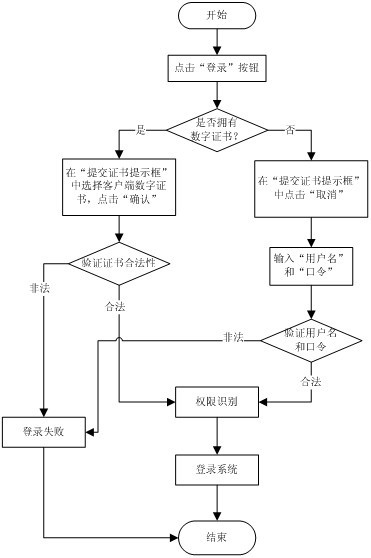 开始
点击“登录”按钮
是否拥有
数字证书？
是
否
在“提交证书提示框”
中选择客户端数字证
书，点击“确认”
在“提交证书提示框”
中点击“取消”
验证证书合法性
输入“用户名”
和“口令”
非法
合法
非法
验证用户名
和口令
合法
权限识别
登录失败
登录系统
结束